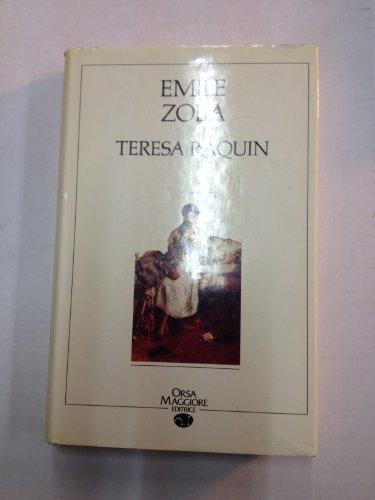 EMILE
ZOLA
TERESA RAQUIN
ORSA
MAGGIORE
EDITRICE